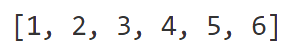 [1, 2, 3, 4, 5, 6]